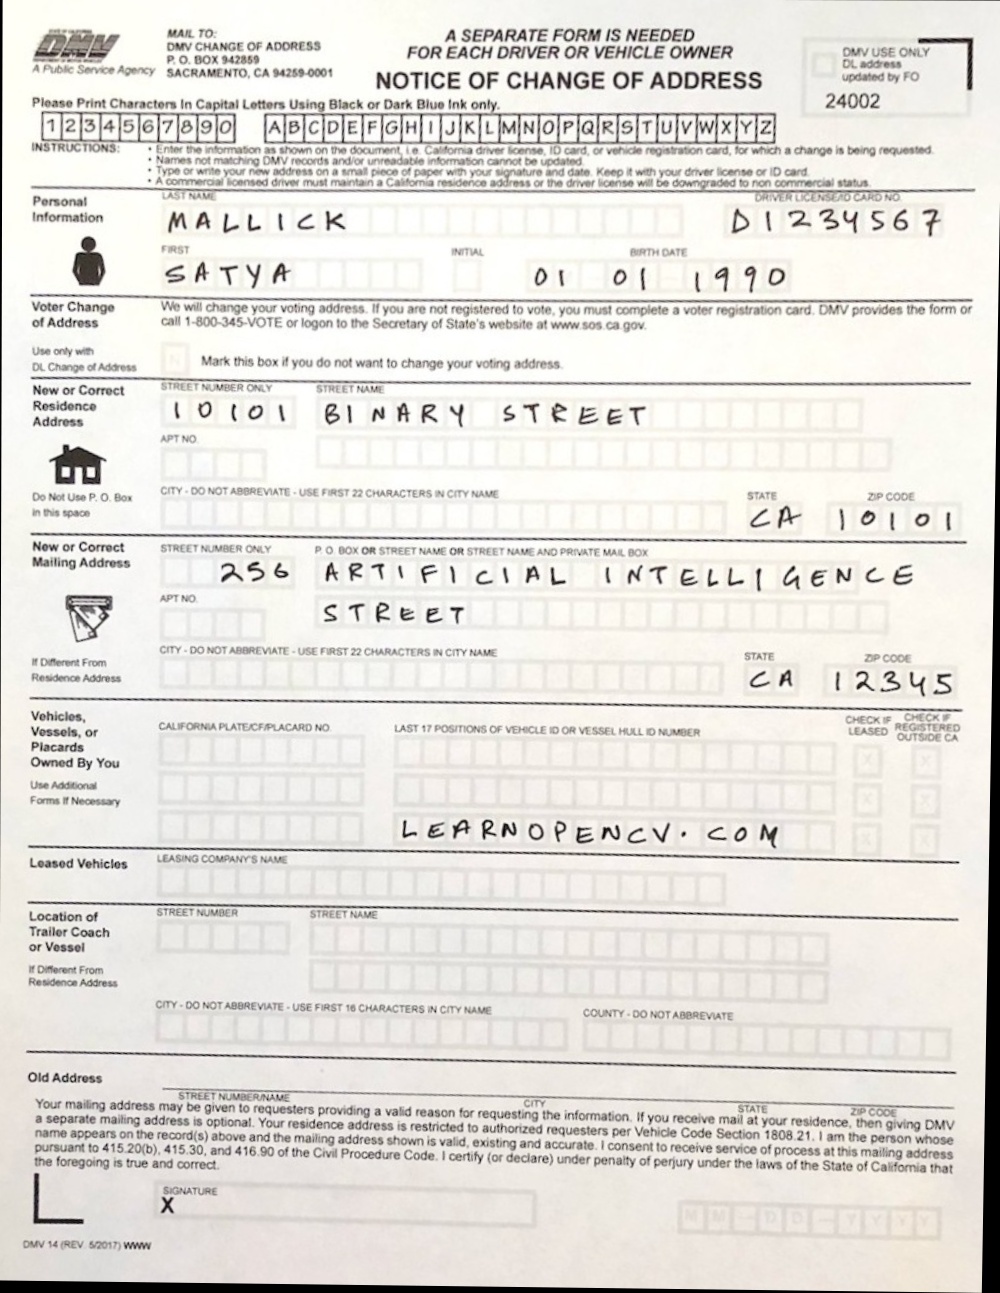 STATE OF CALIFORNIA
DMV
DEPARTMENT OF MOTOR VEHICLES
A Public Service Agency
MAIL TO:
DMV CHANGE OF ADDRESS
P. O. BOX 942859
SACRAMENTO, CA 94259-0001
A SEPARATE FORM IS NEEDED
FOR EACH DRIVER OR VEHICLE OWNER
NOTICE OF CHANGE OF ADDRESS
DMV USE ONLY
DL address
updated by FO
24002
Please Print Characters In Capital Letters Using Black or Dark Blue Ink only.
1 2 3 4 5 6 7 8 9 0 A B C D E F G H I J K L M N O P Q R S T U V W X Y Z
INSTRUCTIONS: • Enter the information as shown on the document, i.e. California driver license, ID card, or vehicle registration card, for which a change is being requested.
• Names not matching DMV records and/or unreadable information cannot be updated.
• Type or write your new address on a small piece of paper with your signature and date. Keep it with your driver license or ID card.
• A commercial licensed driver must maintain a California residence address or the driver license will be downgraded to non commercial status.
Personal
Information
LAST NAME DRIVER LICENSE/ID CARD NO.
MALLICK D1234567
FIRST INITIAL BIRTH DATE
SATYA 01 01 1990
Voter Change
of Address
We will change your voting address. If you are not registered to vote, you must complete a voter registration card. DMV provides the form or
call 1-800-345-VOTE or logon to the Secretary of State's website at www.sos.ca.gov.
Use only with
DL Change of Address
N Mark this box if you do not want to change your voting address.
New or Correct
Residence
Address
STREET NUMBER ONLY STREET NAME
10101 BINARY STREET
APT NO.
Do Not Use P. O. Box
in this space
CITY - DO NOT ABBREVIATE - USE FIRST 22 CHARACTERS IN CITY NAME STATE ZIP CODE
CA 10101
New or Correct
Mailing Address
STREET NUMBER ONLY P. O. BOX OR STREET NAME OR STREET NAME AND PRIVATE MAIL BOX
256 ARTIFICIAL INTELLIGENCE
APT NO.
STREET
If Different From
Residence Address
CITY - DO NOT ABBREVIATE - USE FIRST 22 CHARACTERS IN CITY NAME STATE ZIP CODE
CA 12345
Vehicles,
Vessels, or
Placards
Owned By You
Use Additional
Forms If Necessary
CALIFORNIA PLATE/CF/PLACARD NO. LAST 17 POSITIONS OF VEHICLE ID OR VESSEL HULL ID NUMBER
CHECK IF
LEASED
CHECK IF
REGISTERED
OUTSIDE CA
X X
X X
X X
LEARNOPENCV.COM
Leased Vehicles
LEASING COMPANY'S NAME
Location of
Trailer Coach
or Vessel
If Different From
Residence Address
STREET NUMBER STREET NAME
CITY - DO NOT ABBREVIATE - USE FIRST 16 CHARACTERS IN CITY NAME COUNTY - DO NOT ABBREVIATE
Old Address
STREET NUMBER/NAME CITY STATE ZIP CODE
Your mailing address may be given to requesters providing a valid reason for requesting the information. If you receive mail at your residence, then giving DMV
a separate mailing address is optional. Your residence address is restricted to authorized requesters per Vehicle Code Section 1808.21. I am the person whose
name appears on the record(s) above and the mailing address shown is valid, existing and accurate. I consent to receive service of process at this mailing address
pursuant to 415.20(b), 415.30, and 416.90 of the Civil Procedure Code. I certify (or declare) under penalty of perjury under the laws of the State of California that
the foregoing is true and correct.
SIGNATURE
X
M M - D D - Y Y Y Y
DMV 14 (REV. 5/2017) WWW